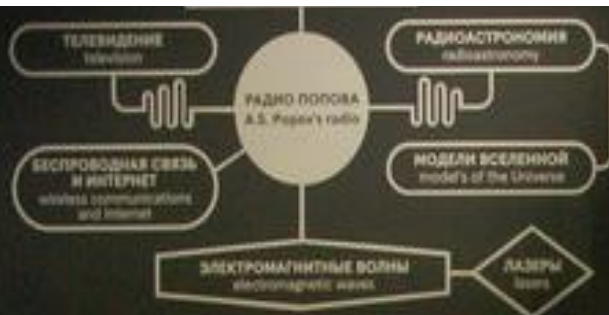 ТЕЛЕВИДЕНИЕ
television
РАДИОАСТРОНОМИЯ
radioastronomy
РАДИО ПОПОВА
A.S. Popov's radio
БЕСПРОВОДНАЯ СВЯЗЬ
И ИНТЕРНЕТ
wireless communications
and internet
МОДЕЛИ ВСЕЛЕННОЙ
model's of the Universe
ЭЛЕКТРОМАГНИТНЫЕ ВОЛНЫ
electromagnetic waves
ЛАЗЕРЫ
lasers